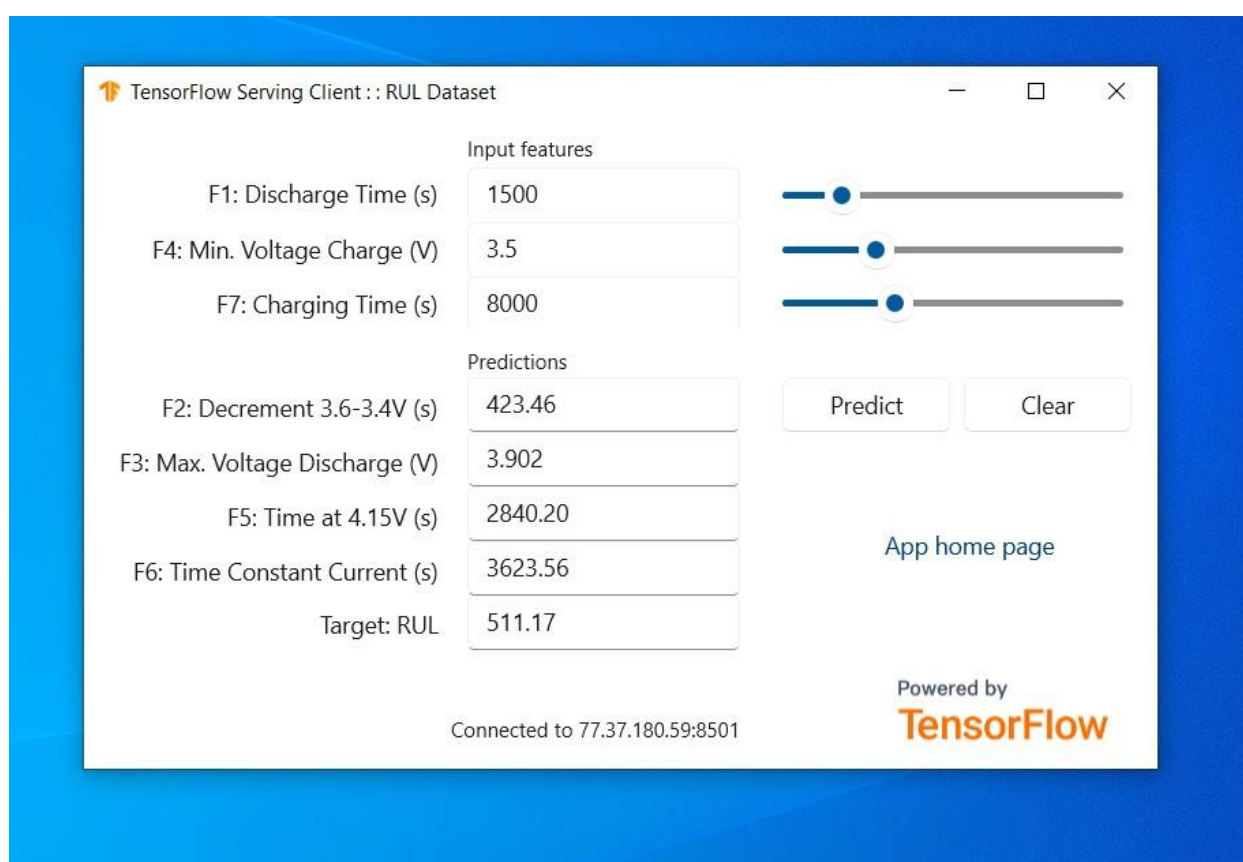 TensorFlow Serving Client : : RUL Dataset
Input features
F1: Discharge Time (s) 1500
F4: Min. Voltage Charge (V) 3.5
F7: Charging Time (s) 8000
Predictions
F2: Decrement 3.6-3.4V (s) 423.46 Predict Clear
F3: Max. Voltage Discharge (V) 3.902
F5: Time at 4.15V (s) 2840.20
App home page
F6: Time Constant Current (s) 3623.56
Target: RUL 511.17
Powered by
TensorFlow
Connected to 77.37.180.59:8501